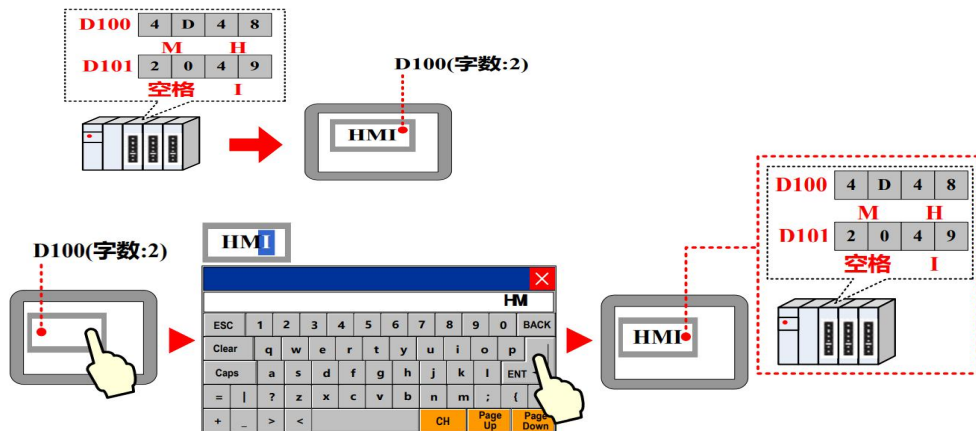 D100 4 D 4 8
M H
D101 2 0 4 9
空格 I
D100(字数:2)
HMI
D100 4 D 4 8
M H
D101 2 0 4 9
空格 I
D100(字数:2)
HMI
HMI
ESC 1 2 3 4 5 6 7 8 9 0 BACK
Clear q w e r t y u i o p
Caps a s d f g h j k l ENT
= | ? z x c v b n m ; {
+ _ > < CH Page Up Page Down
HMI